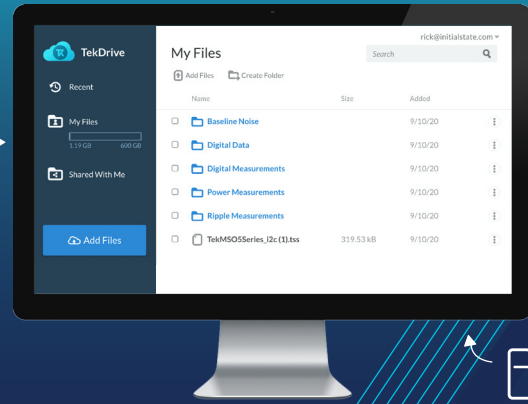 rick@initialstate.com
TekDrive
My Files
Search
Add Files
Create Folder
Recent
Name Size Added
My Files
Baseline Noise 9/10/20
1.19 GB 600 GB
Digital Data 9/10/20
Shared With Me
Digital Measurements 9/10/20
Power Measurements 9/10/20
Ripple Measurements 9/10/20
Add Files
TekMSO5Series_i2c (1).tss 319.53 kB 9/10/20